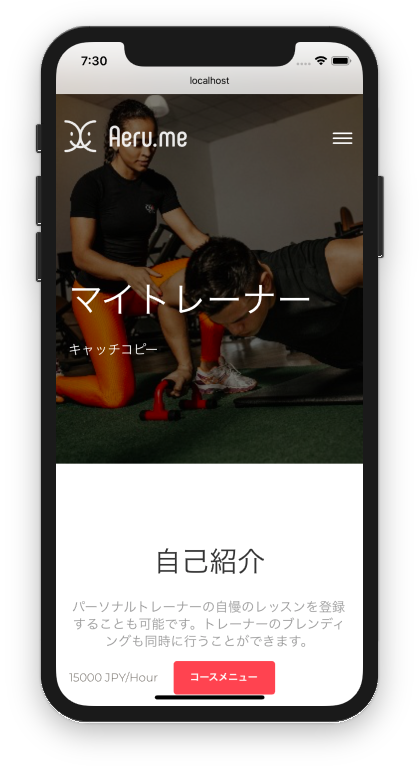 7:30
localhost
Aeru.me
マイトレーナー
キャッチコピー
自己紹介
パーソナルトレーナーの自慢のレッスンを登録
することも可能です。トレーナーのブレンディ
ングも同時に行うことができます。
15000 JPY/Hour コースメニュー